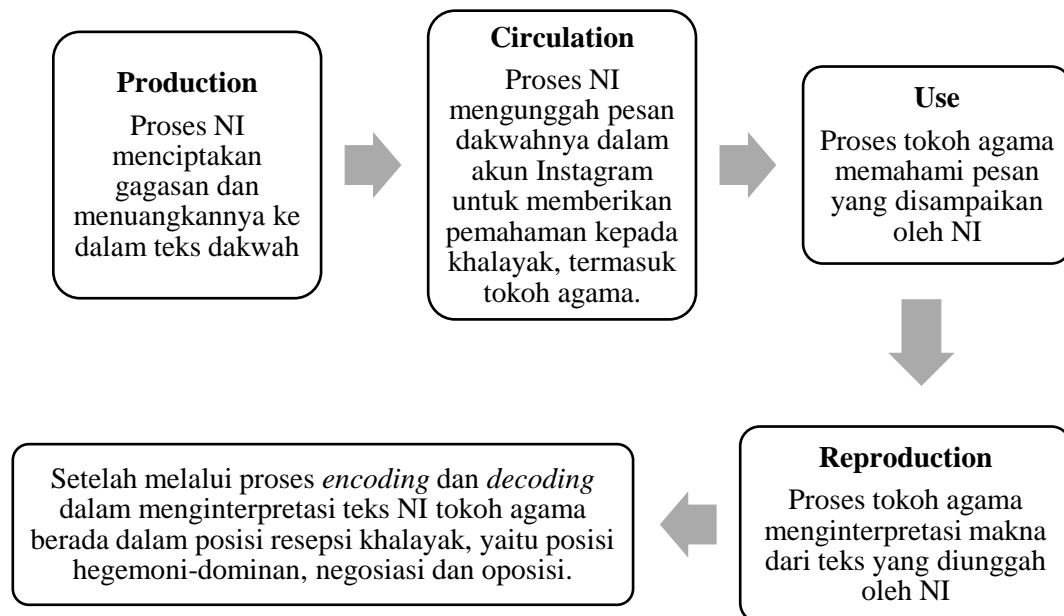 Production
Proses NI
menciptakan
gagasan dan
menuangkannya ke
dalam teks dakwah
Circulation
Proses NI
mengunggah pesan
dakwahnya dalam
akun Instagram
untuk memberikan
pemahaman kepada
khalayak, termasuk
tokoh agama.
Use
Proses tokoh agama
memahami pesan
yang disampaikan
oleh NI
Reproduction
Proses tokoh agama
menginterpretasi makna
dari teks yang diunggah
oleh NI
Setelah melalui proses encoding dan decoding
dalam menginterpretasi teks NI tokoh agama
berada dalam posisi resepsi khalayak, yaitu posisi
hegemoni-dominan, negosiasi dan oposisi.